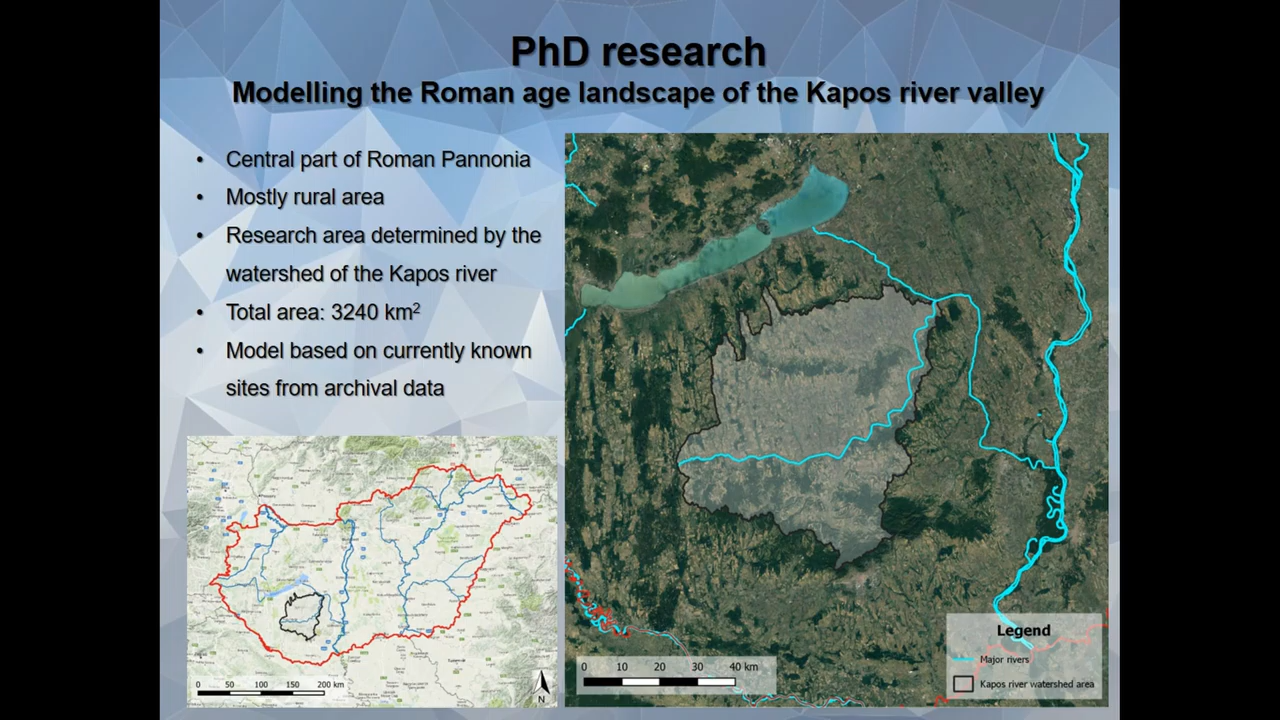 PhD research
Modelling the Roman age landscape of the Kapos river valley
• Central part of Roman Pannonia
• Mostly rural area
• Research area determined by the
watershed of the Kapos river
• Total area: 3240 km²
• Model based on currently known
sites from archival data
0 50 100 150 200 km
N
0 10 20 30 40 km
Legend
Major rivers
Kapos river watershed area